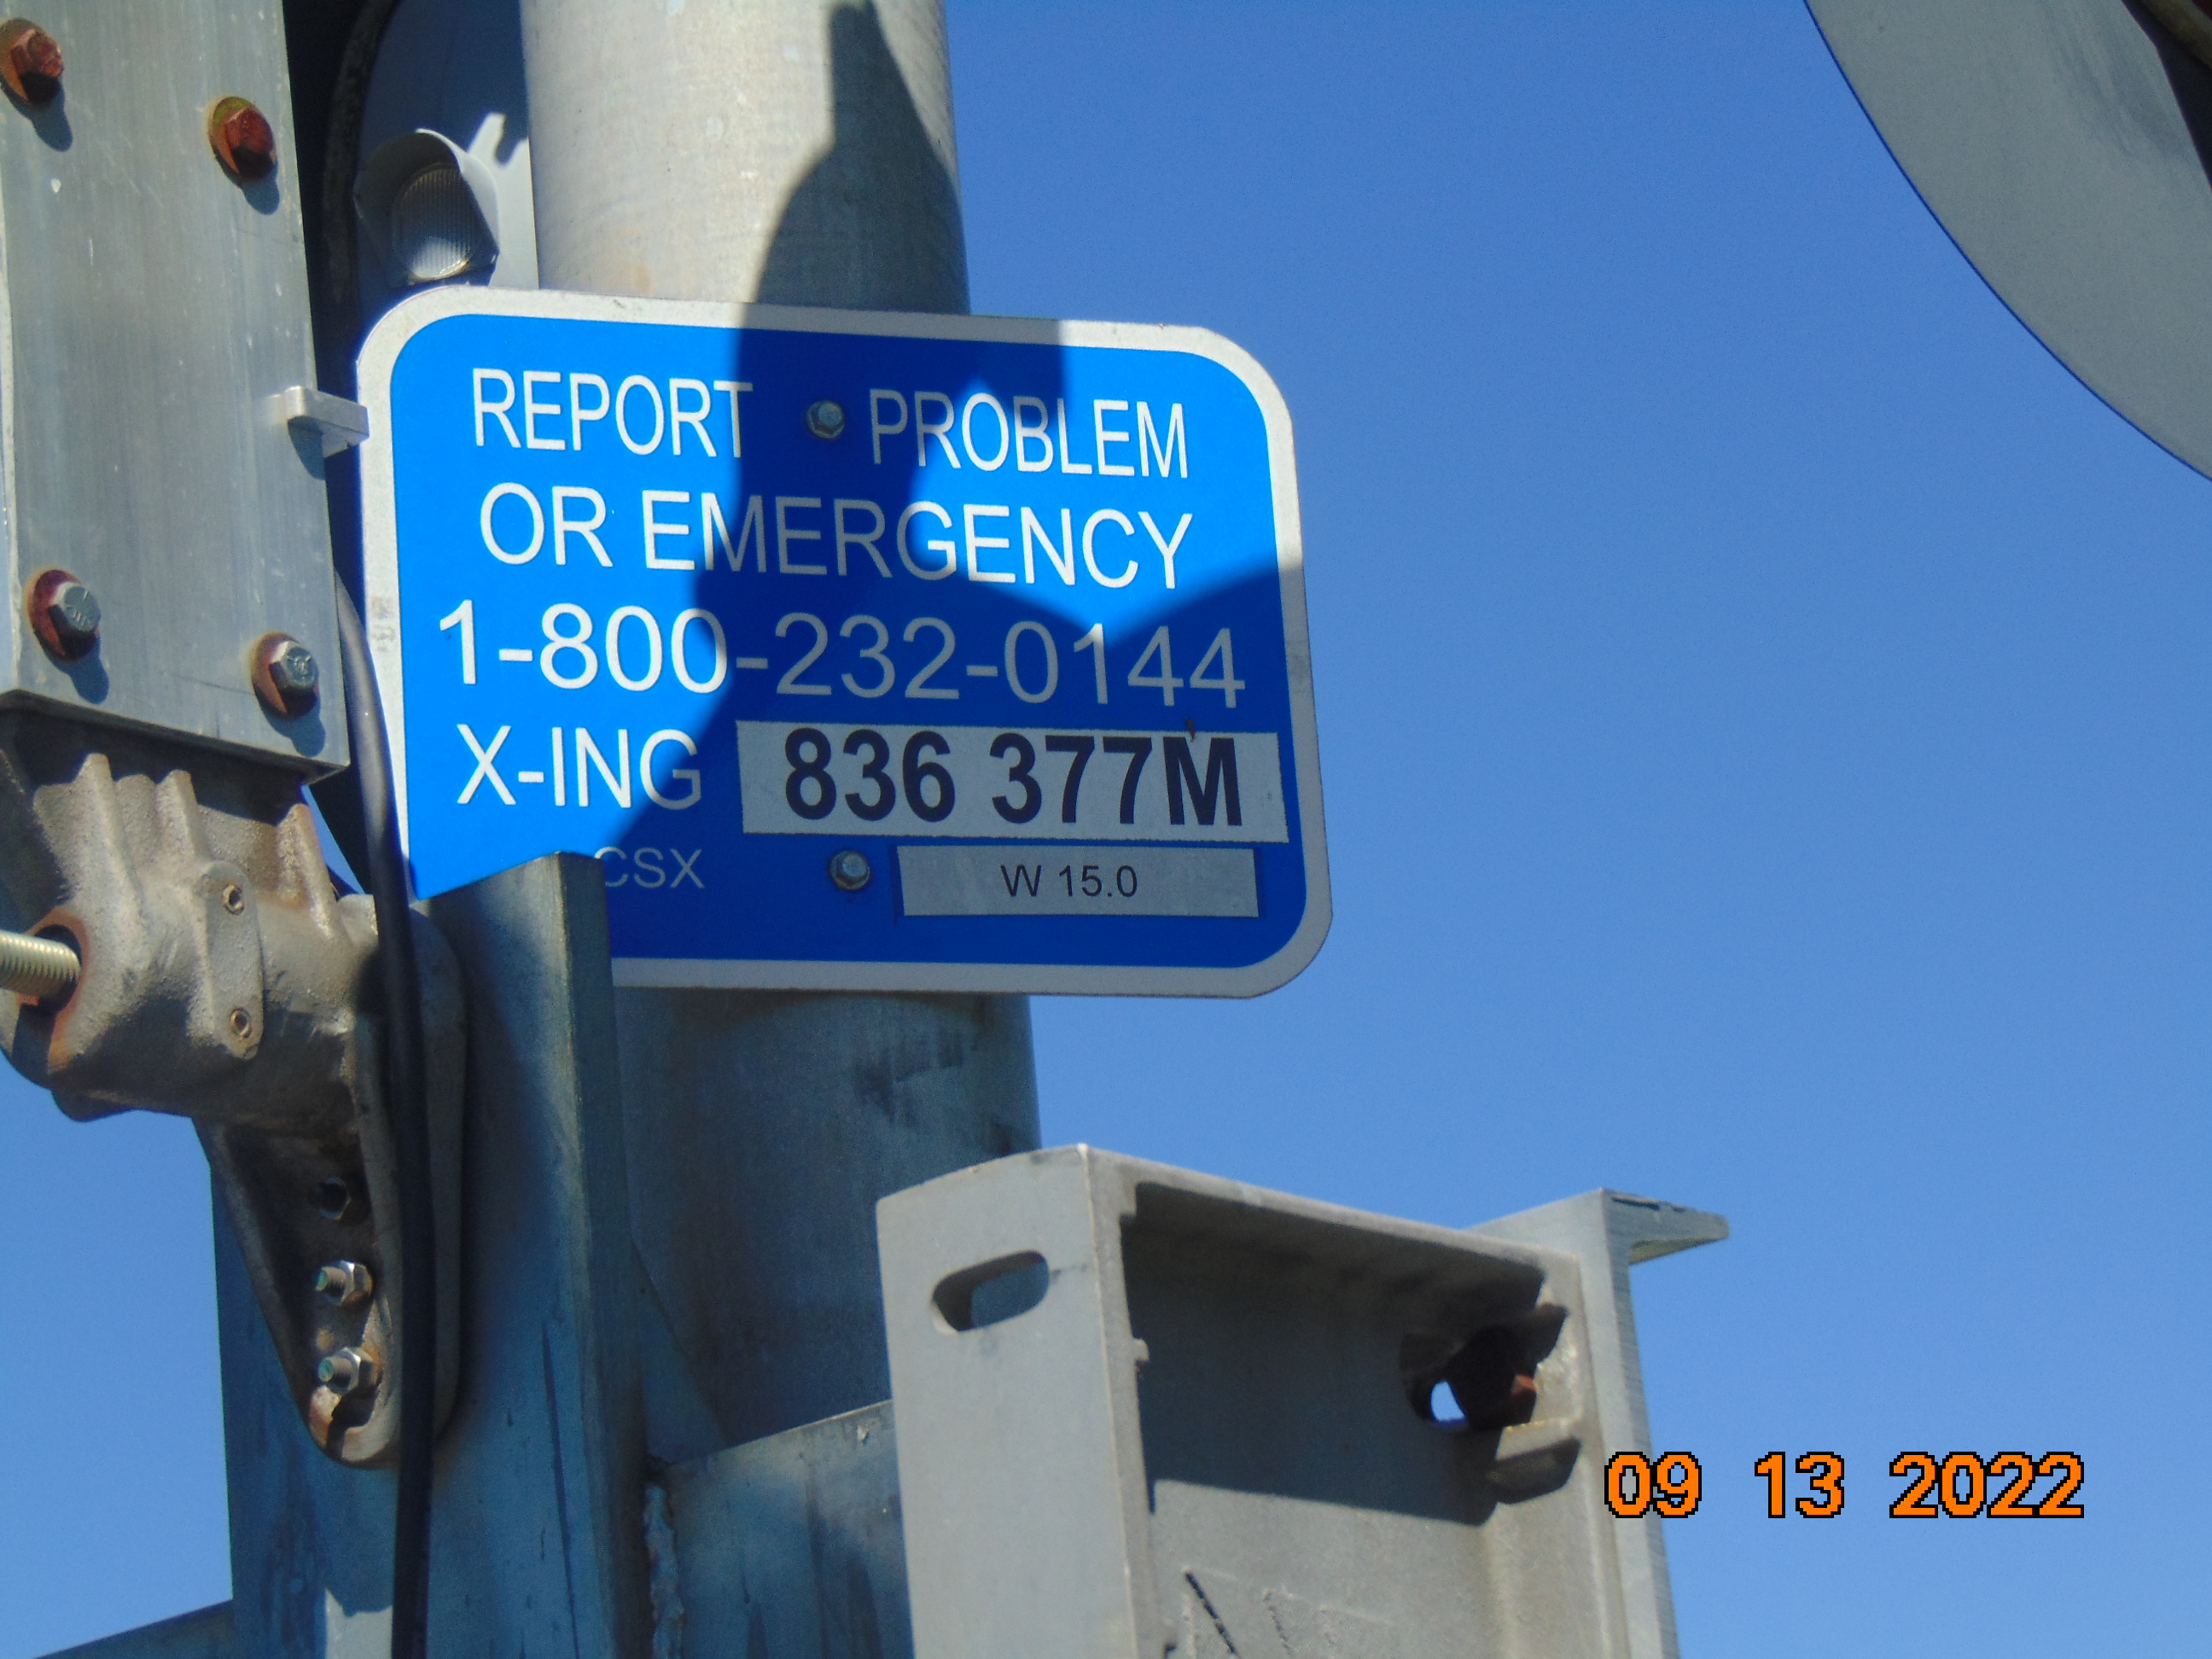 REPORT PROBLEM
OR EMERGENCY
1-800-232-0144
X-ING 836 377M
CSX W 15.0
09 13 2022